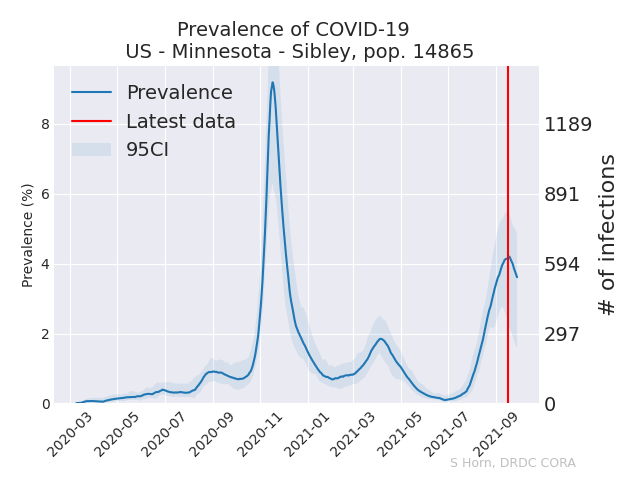 Prevalence of COVID-19
US - Minnesota - Sibley, pop. 14865
Prevalence
Latest data
95CI
Prevalence (%)
8
6
4
2
0
1189
891
594
297
0
# of infections
2020-03
2020-05
2020-07
2020-09
2020-11
2021-01
2021-03
2021-05
2021-07
2021-09
S Horn, DRDC CORA